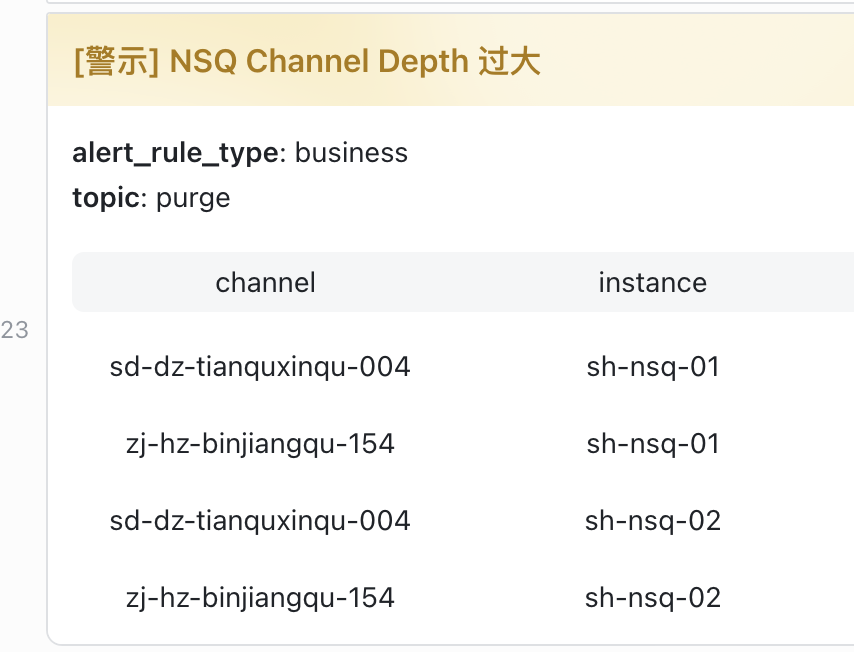 [警示] NSQ Channel Depth 过大
alert_rule_type: business
topic: purge
channel instance
23
sd-dz-tianquxinqu-004 sh-nsq-01
zj-hz-binjiangqu-154 sh-nsq-01
sd-dz-tianquxinqu-004 sh-nsq-02
zj-hz-binjiangqu-154 sh-nsq-02